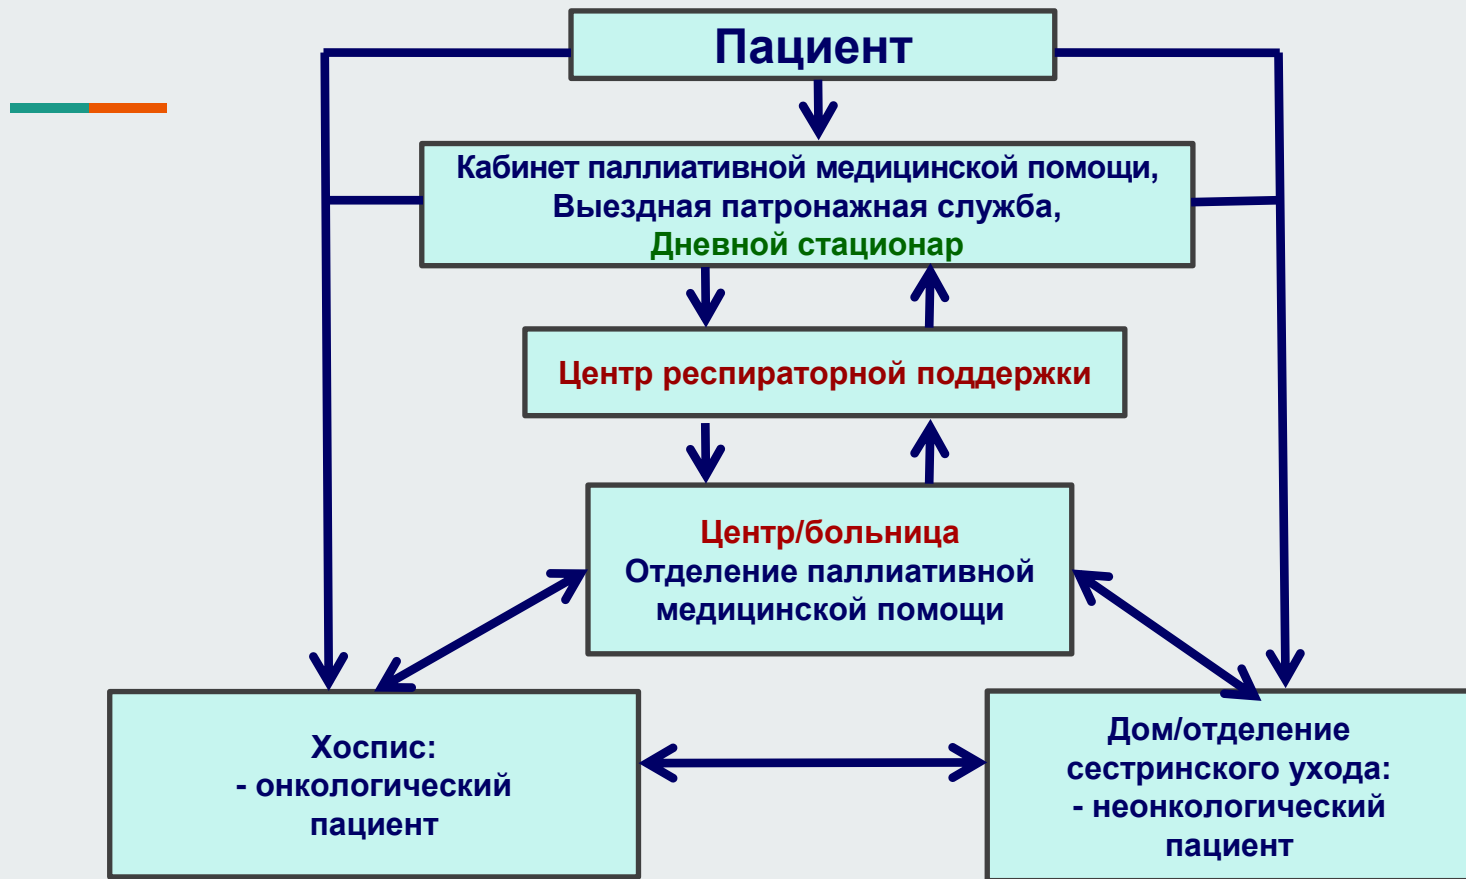 Пациент
Кабинет паллиативной медицинской помощи,
Выездная патронажная служба,
Дневной стационар
Центр респираторной поддержки
Центр/больница
Отделение паллиативной
медицинской помощи
Хоспис:
- онкологический
пациент
Дом/отделение
сестринского ухода:
- неонкологический
пациент